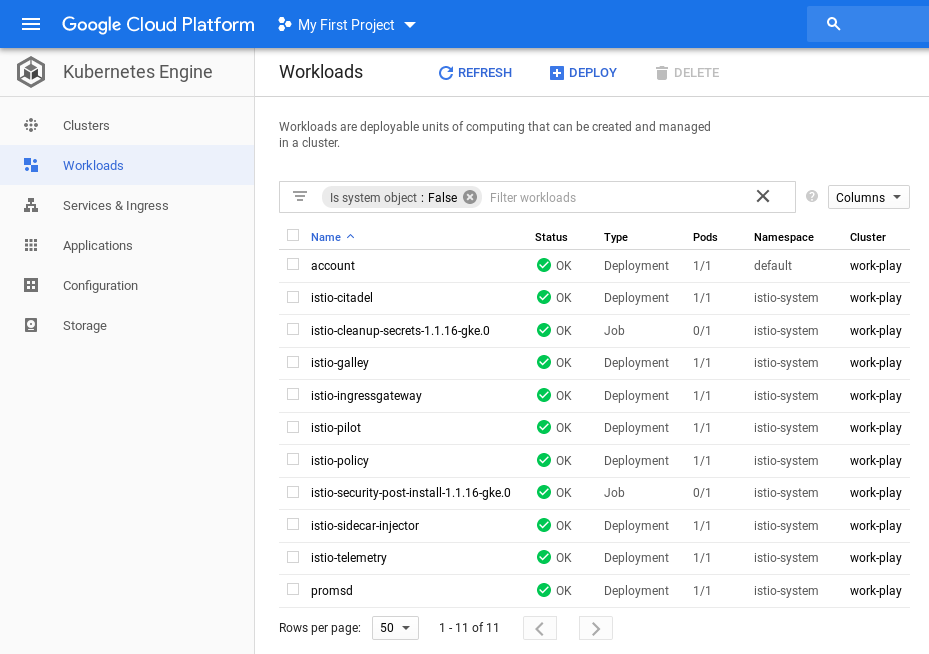 Google Cloud Platform My First Project
Kubernetes Engine
Workloads REFRESH DEPLOY DELETE
Clusters
Workloads
Services & Ingress
Applications
Configuration
Storage
Workloads are deployable units of computing that can be created and managed
in a cluster.
Is system object : False Filter workloads Columns
Name Status Type Pods Namespace Cluster
account OK Deployment 1/1 default work-play
istio-citadel OK Deployment 1/1 istio-system work-play
istio-cleanup-secrets-1.1.16-gke.0 OK Job 0/1 istio-system work-play
istio-galley OK Deployment 1/1 istio-system work-play
istio-ingressgateway OK Deployment 1/1 istio-system work-play
istio-pilot OK Deployment 1/1 istio-system work-play
istio-policy OK Deployment 1/1 istio-system work-play
istio-security-post-install-1.1.16-gke.0 OK Job 0/1 istio-system work-play
istio-sidecar-injector OK Deployment 1/1 istio-system work-play
istio-telemetry OK Deployment 1/1 istio-system work-play
promsd OK Deployment 1/1 istio-system work-play
Rows per page: 50 1 - 11 of 11